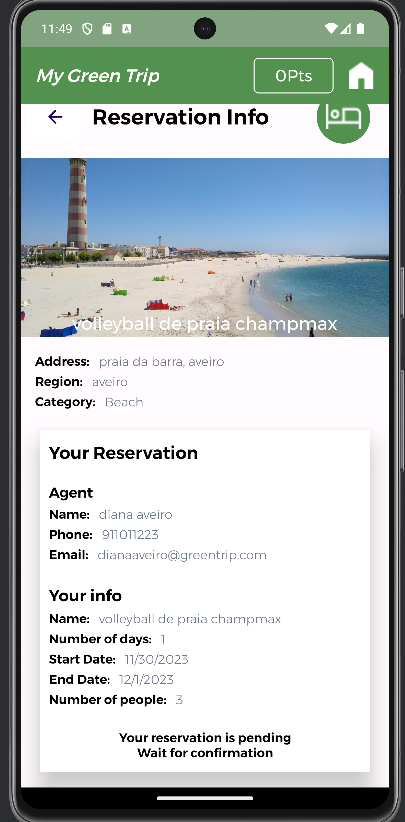 11:49
My Green Trip
0Pts
Reservation Info
volleyball de praia champmax
Address: praia da barra, aveiro
Region: aveiro
Category: Beach
Your Reservation
Agent
Name: diana aveiro
Phone: 911011223
Email: dianaaveiro@greentrip.com
Your info
Name: volleyball de praia champmax
Number of days: 1
Start Date: 11/30/2023
End Date: 12/1/2023
Number of people: 3
Your reservation is pending
Wait for confirmation